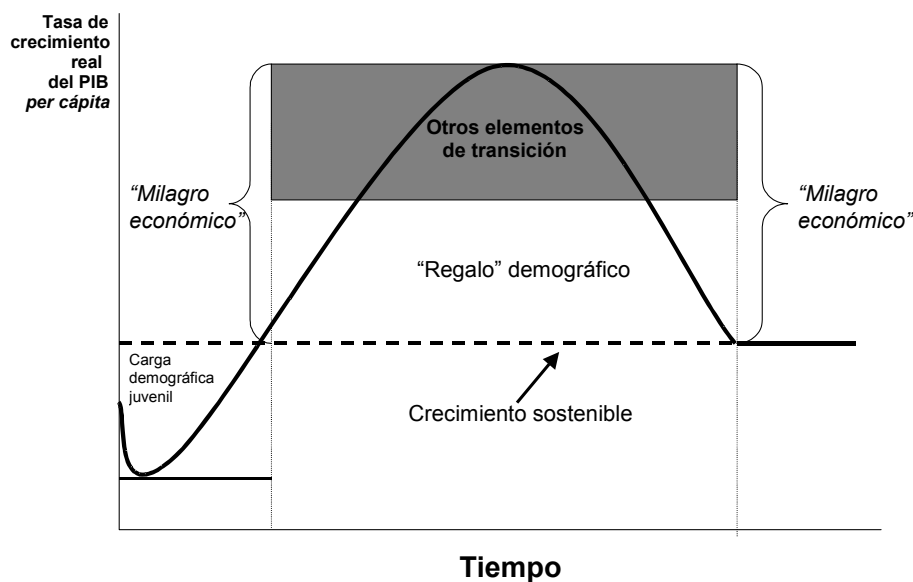 Tasa de
crecimiento
real
del PIB
per cápita
Otros elementos
de transición
“Milagro
económico”
“Milagro
económico”
“Regalo” demográfico
Carga
demográfica
juvenil
Crecimiento sostenible
Tiempo